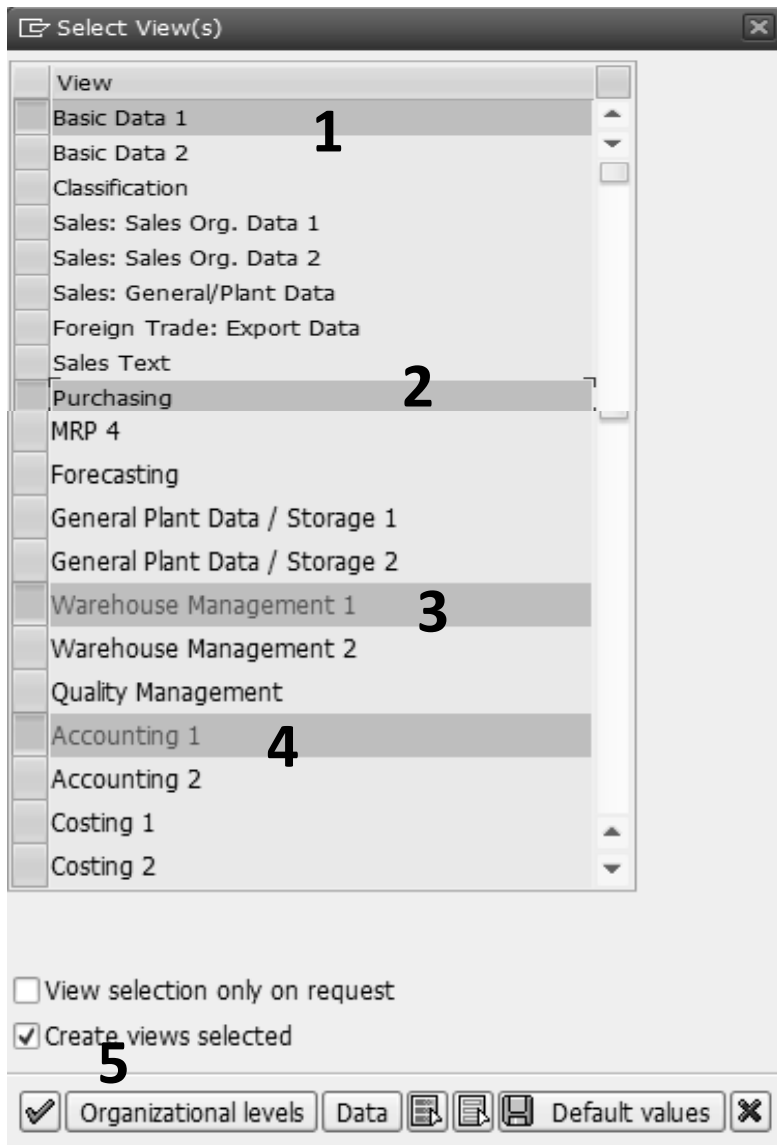 Select View(s)
View
Basic Data 1
1
Basic Data 2
Classification
Sales: Sales Org. Data 1
Sales: Sales Org. Data 2
Sales: General/Plant Data
Foreign Trade: Export Data
Sales Text
Purchasing
2
MRP 4
Forecasting
General Plant Data / Storage 1
General Plant Data / Storage 2
Warehouse Management 1
3
Warehouse Management 2
Quality Management
Accounting 1
4
Accounting 2
Costing 1
Costing 2
View selection only on request
Create views selected
5
Organizational levels Data Default values